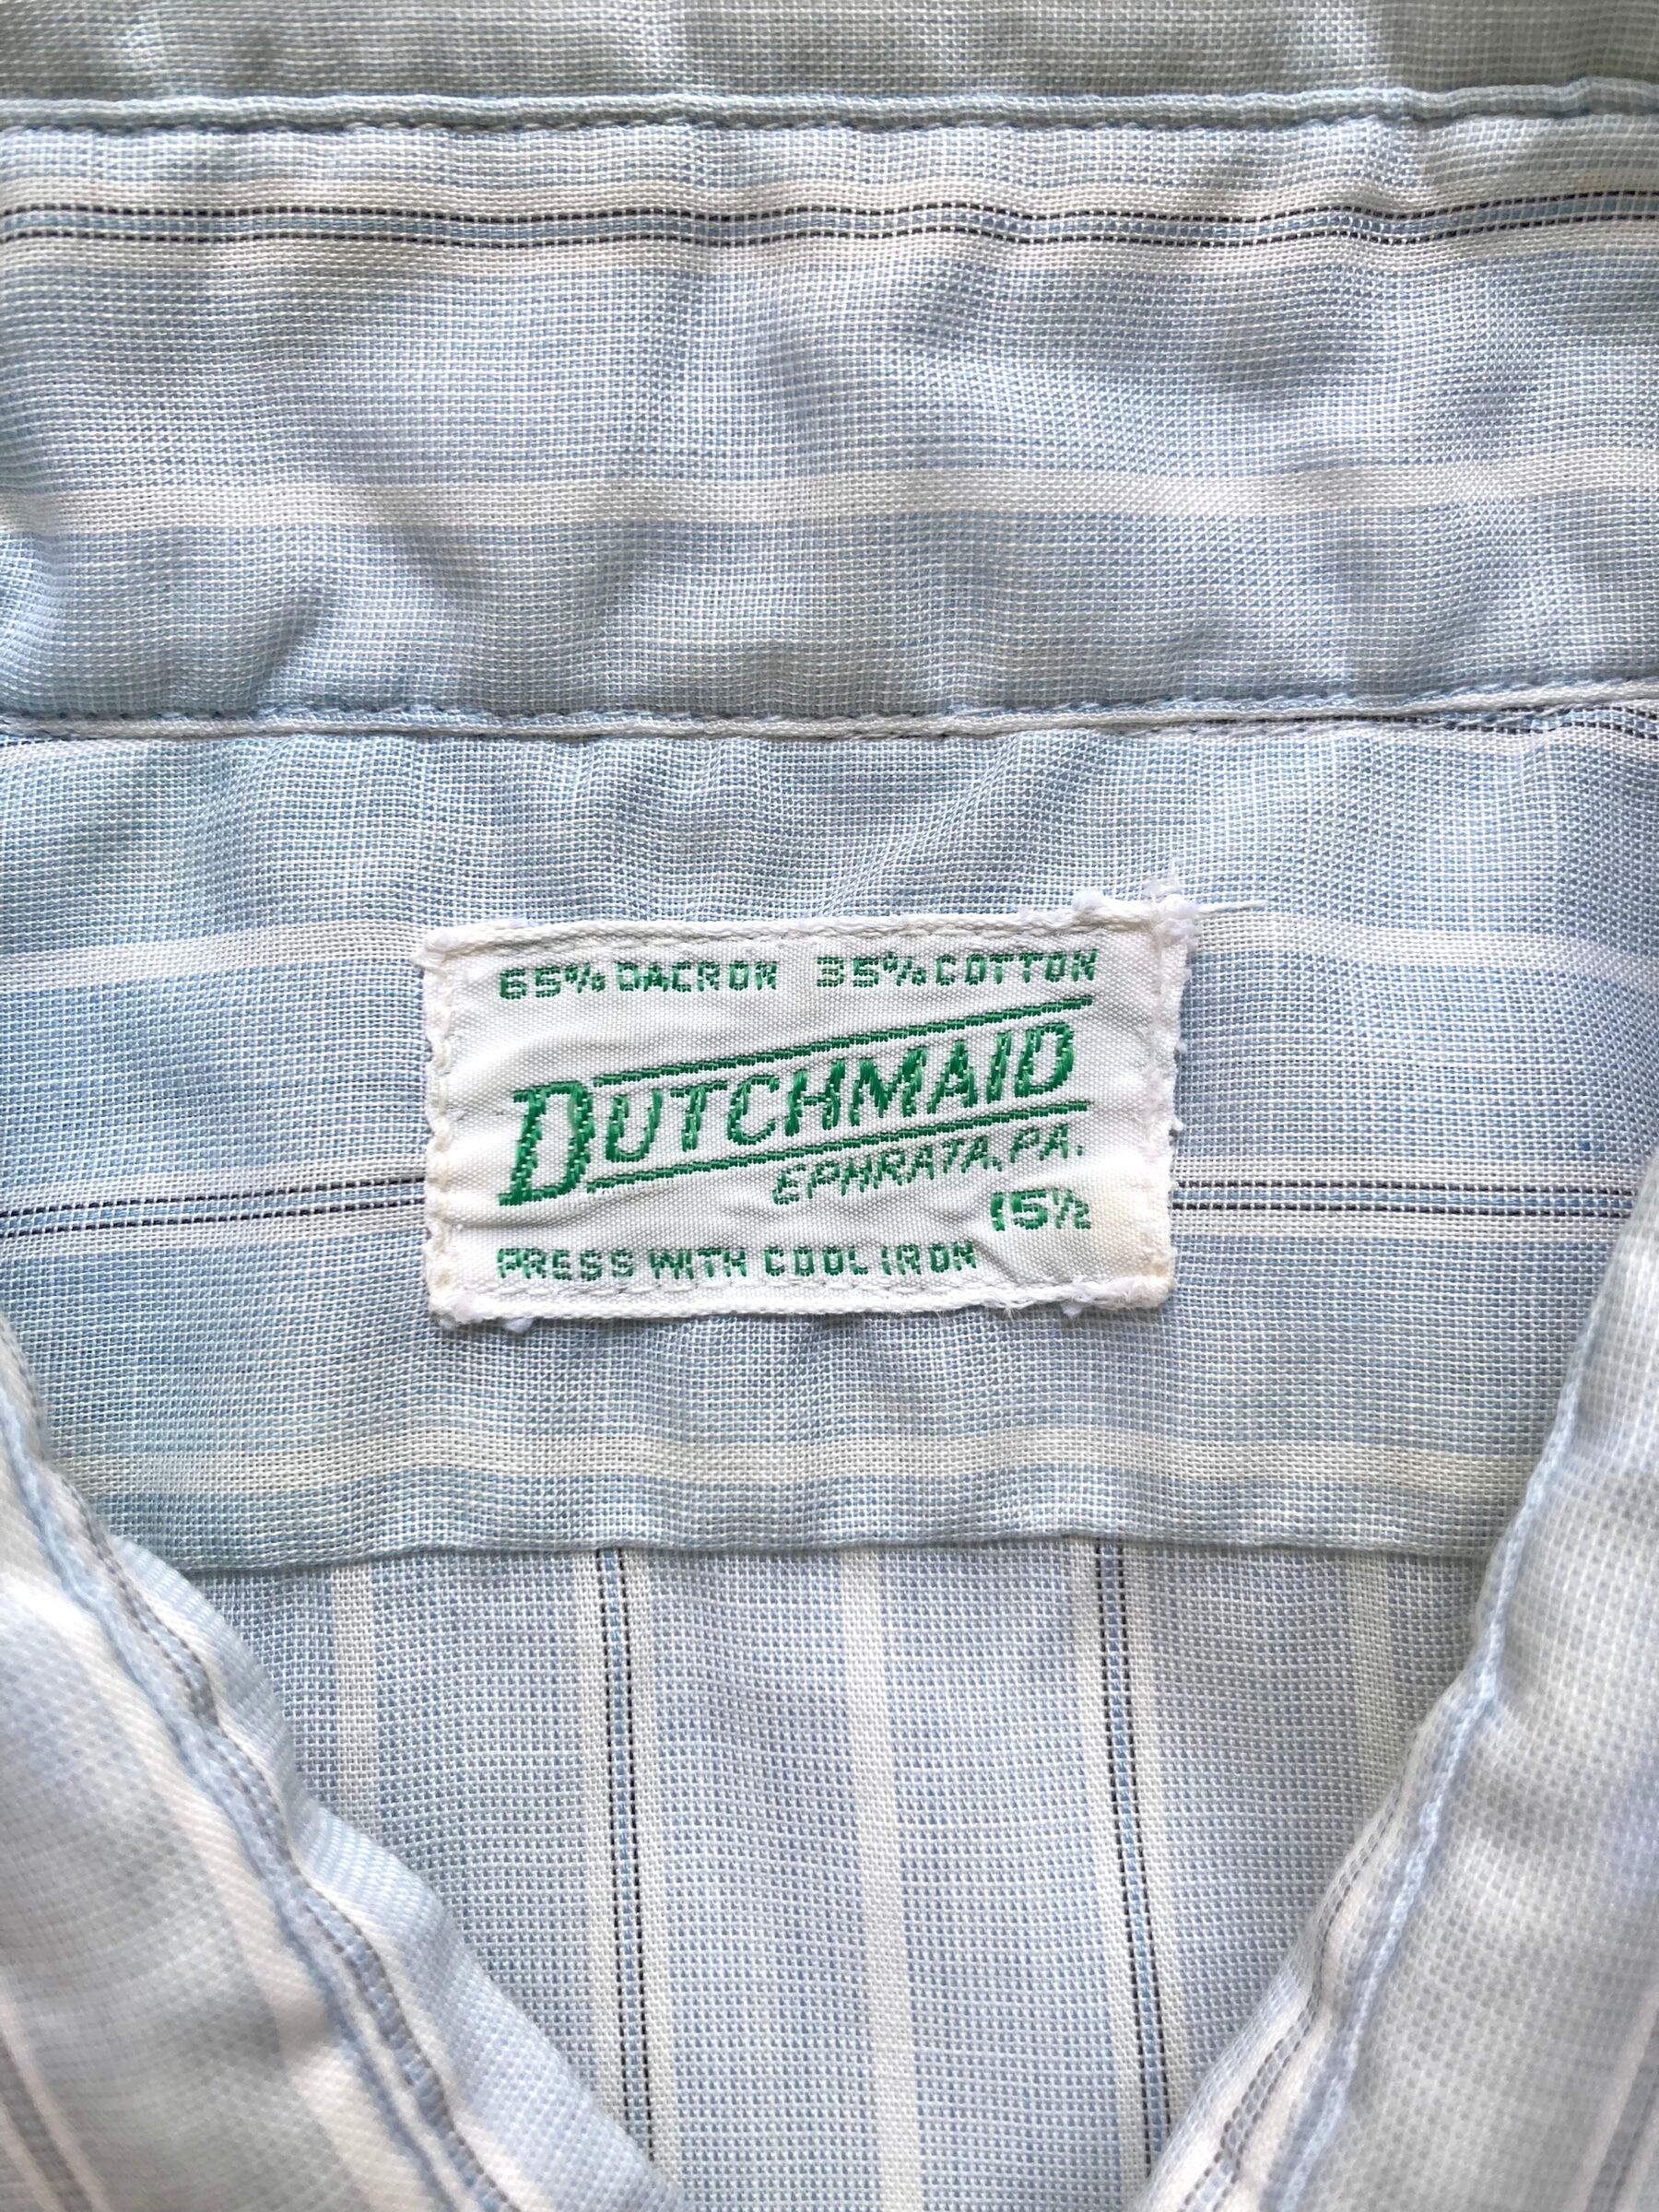 65% DACRON 35% COTTON
DUTCHMAID
EPHRATA, PA.
15½
PRESS WITH COOL IRON